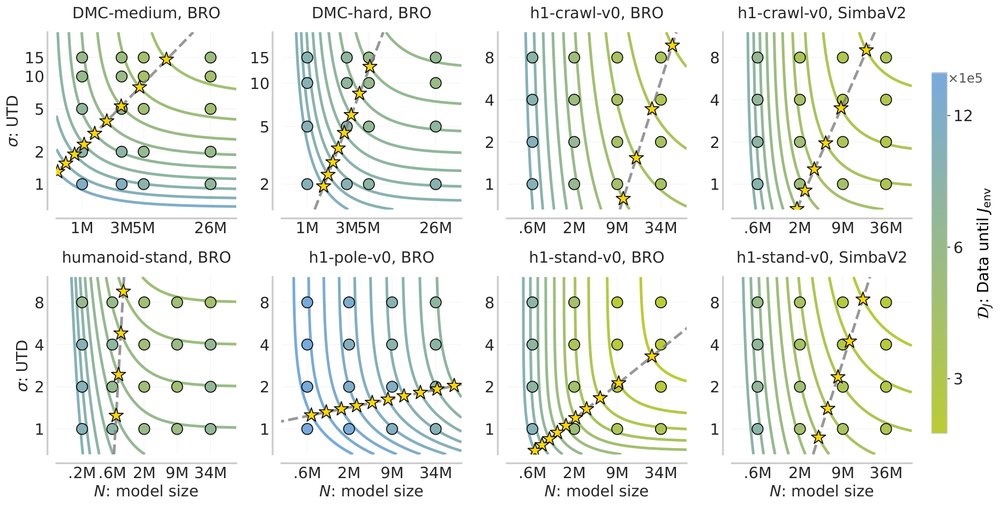 DMC-medium, BRO
DMC-hard, BRO
h1-crawl-v0, BRO
h1-crawl-v0, SimbaV2
σ: UTD
15
10
5
2
1
1M 3M5M 26M
15
10
5
2
1M 3M5M 26M
8
4
2
1
.6M 2M 9M 34M
8
4
2
1
.6M 2M 9M 36M
humanoid-stand, BRO
h1-pole-v0, BRO
h1-stand-v0, BRO
h1-stand-v0, SimbaV2
σ: UTD
8
4
2
1
.2M .6M 2M 9M 34M
N: model size
8
4
2
1
.6M 2M 9M 34M
N: model size
8
4
2
1
.6M 2M 9M 34M
N: model size
8
4
2
1
.6M 2M 9M 36M
N: model size
×1e5
12
6
3
𝒟J: Data until Jenv